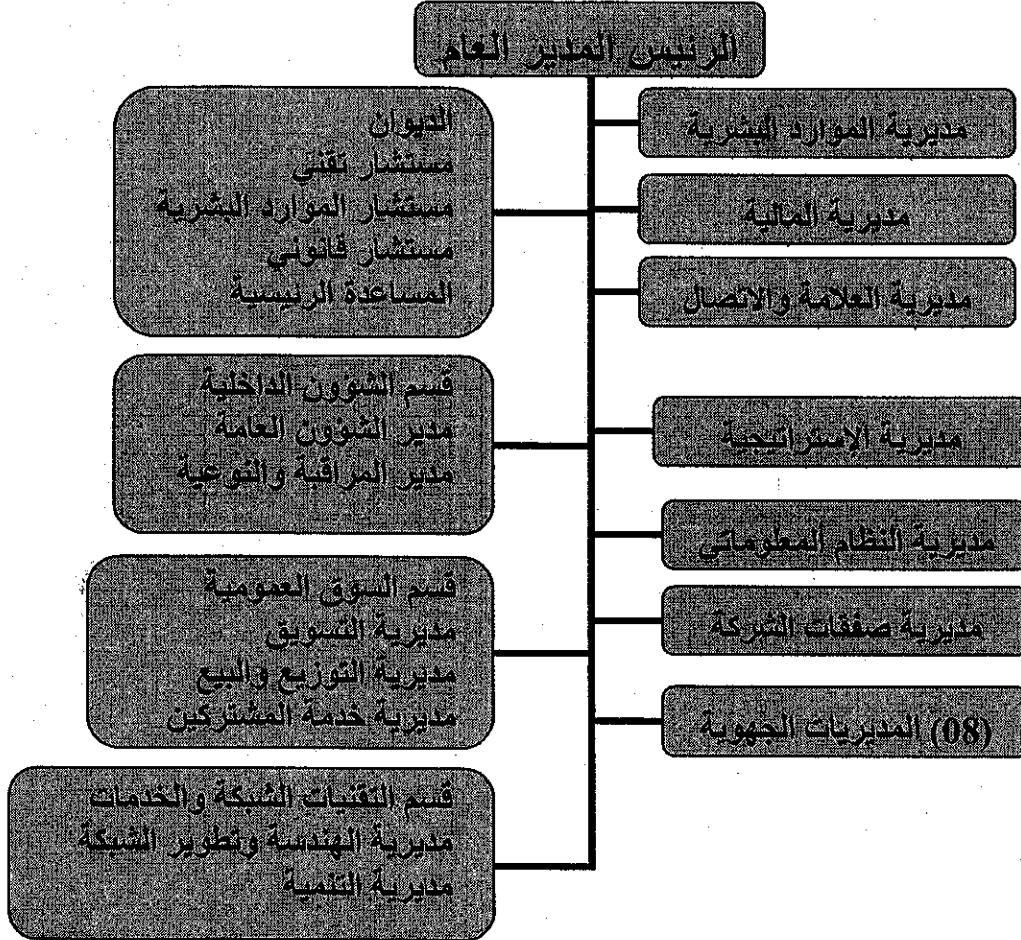 الرئيس المدير العام
مديرية الموارد البشرية
مديرية المالية
مديرية العلامة والاتصال
مديرية الإستراتيجية
مديرية النظام المعلوماتي
مديرية صفقات الشركة
(08) المديريات الجهوية
الديوان
مستشار تقني
مستشار الموارد البشرية
مستشار قانوني
المساعدة الرئيسية
قسم الشؤون الداخلية
مدير الشؤون العامة
مدير المراقبة والنوعية
قسم السوق العمومية
مديرية التسويق
مديرية التوزيع والبيع
مديرية خدمة المشتركين
قسم التقنيات الشبكة والخدمات
مديرية الهندسة وتطوير الشبكة
مديرية التنمية